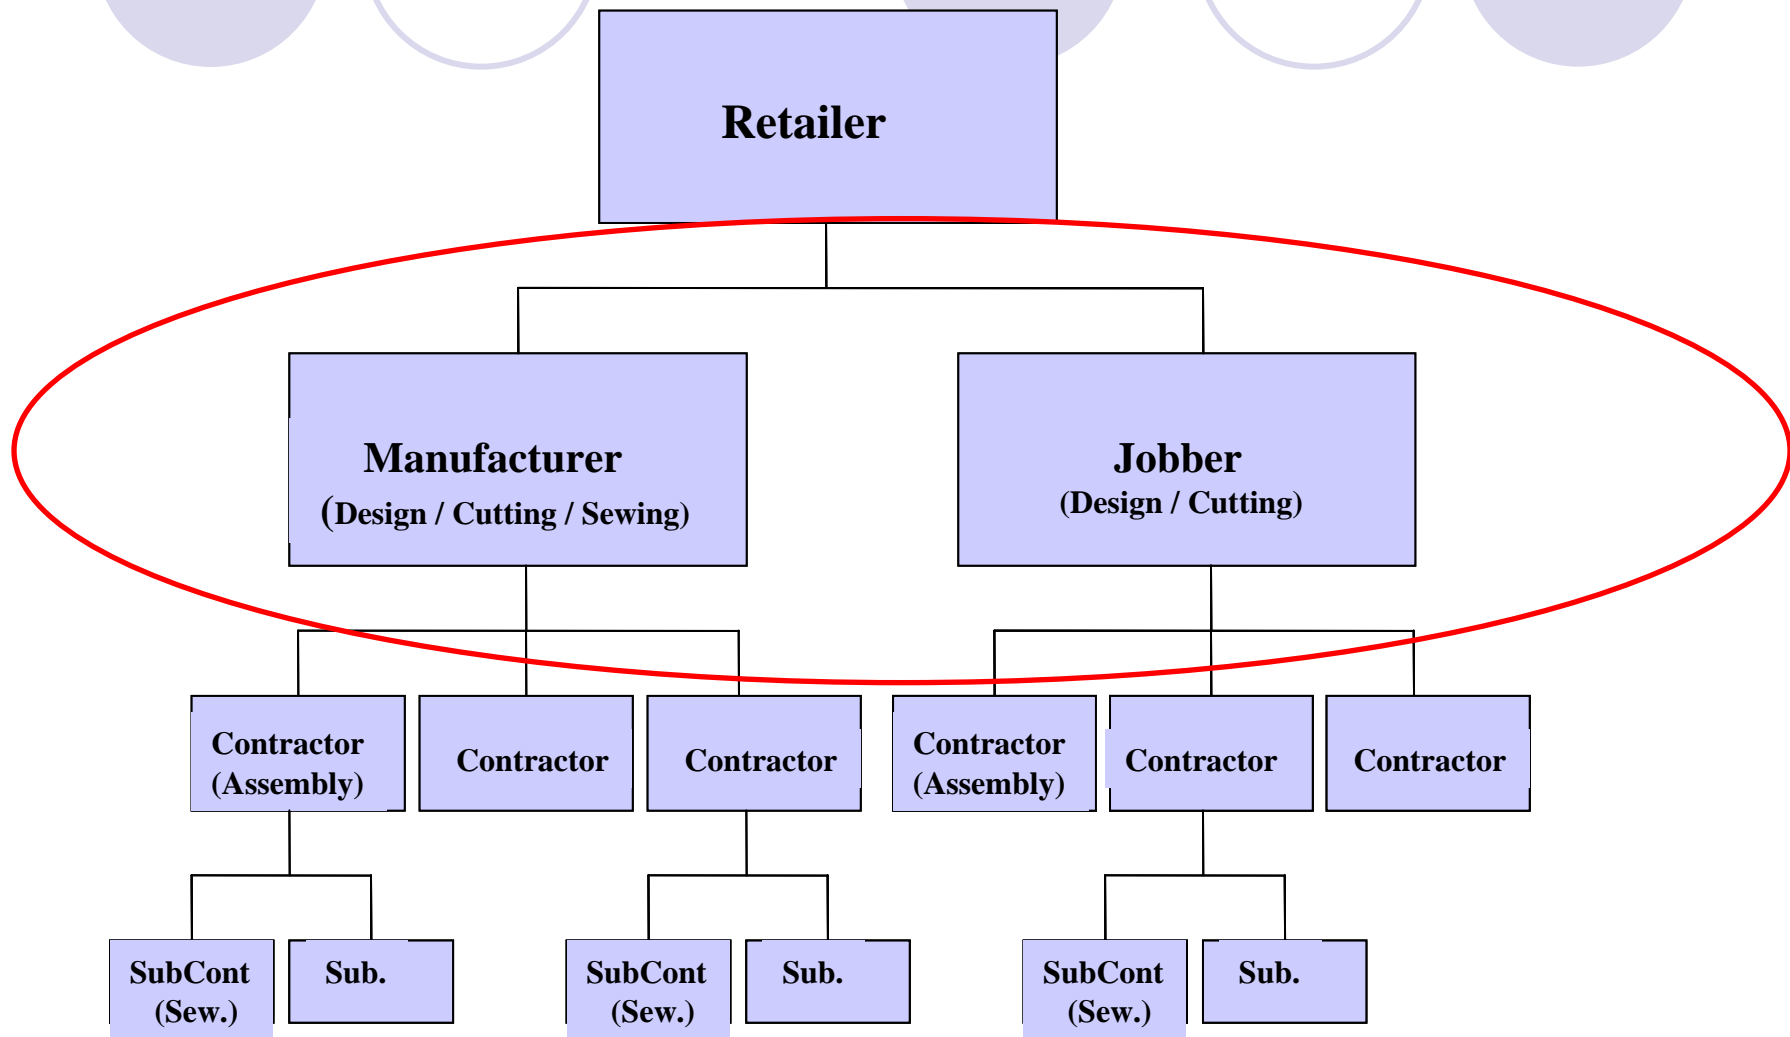 Retailer
Manufacturer
(Design / Cutting / Sewing)
Jobber
(Design / Cutting)
Contractor
(Assembly)
Contractor
Contractor
Contractor
(Assembly)
Contractor
Contractor
SubCont
(Sew.)
Sub.
SubCont
(Sew.)
Sub.
SubCont
(Sew.)
Sub.